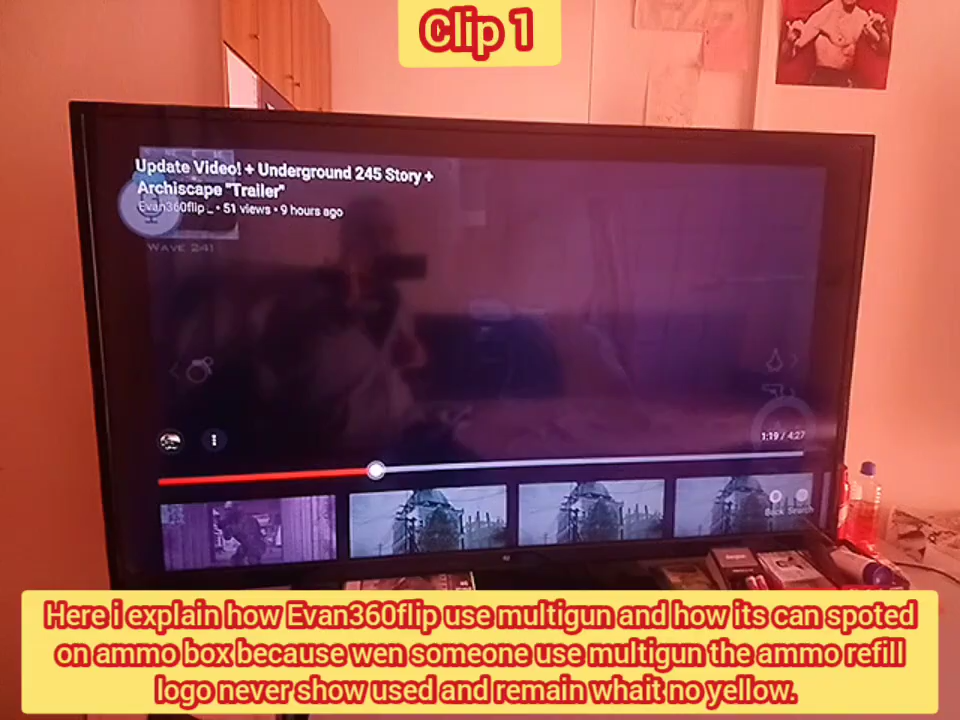 Clip 1
Update Video! + Underground 245 Story +
Archiscape "Trailer"
Evan360flip_ • 51 views • 9 hours ago
WAVE 2:41
1:19 / 4:27
Back Search
Here i explain how Evan360flip use multigun and how its can spoted
on ammo box because wen someone use multigun the ammo refill
logo never show used and remain whait no yellow.